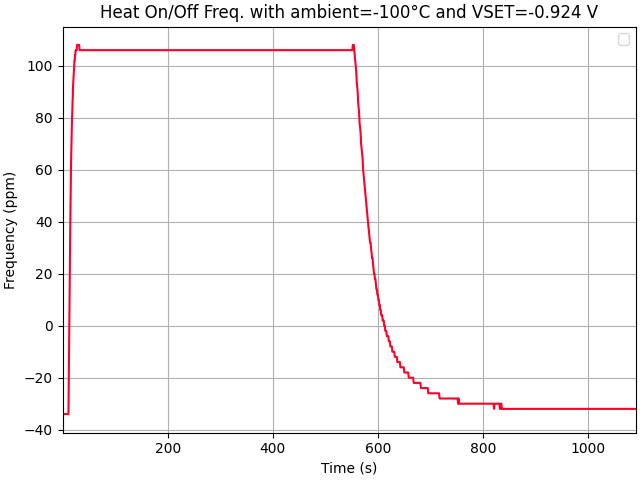 Heat On/Off Freq. with ambient=-100°C and VSET=-0.924 V
100
80
60
40
20
0
−20
−40
Frequency (ppm)
200 400 600 800 1000
Time (s)